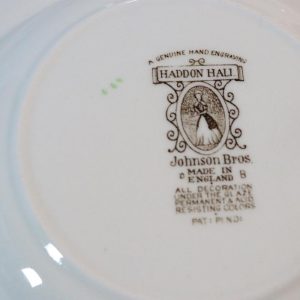 A GENUINE HAND ENGRAVING
HADDON HALL
Johnson Bros.
MADE IN
D ENGLAND B
ALL DECORATION
UNDER THE GLAZE
PERMANENT & ACID
RESISTING COLORS